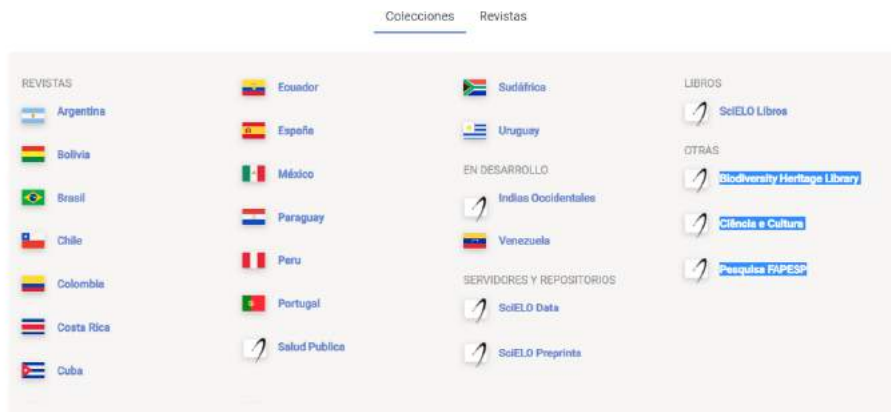 Colecciones
Revistas
REVISTAS
Argentina
Bolivia
Brasil
Chile
Colombia
Costa Rica
Cuba
Ecuador
España
México
Paraguay
Peru
Portugal
Salud Publica
Sudáfrica
Uruguay
EN DESARROLLO
Indias Occidentales
Venezuela
SERVIDORES Y REPOSITORIOS
SciELO Data
SciELO Preprints
LIBROS
SciELO Libros
OTRAS
Biodiversity Heritage Library
Ciência e Cultura
Pesquisa FAPESP